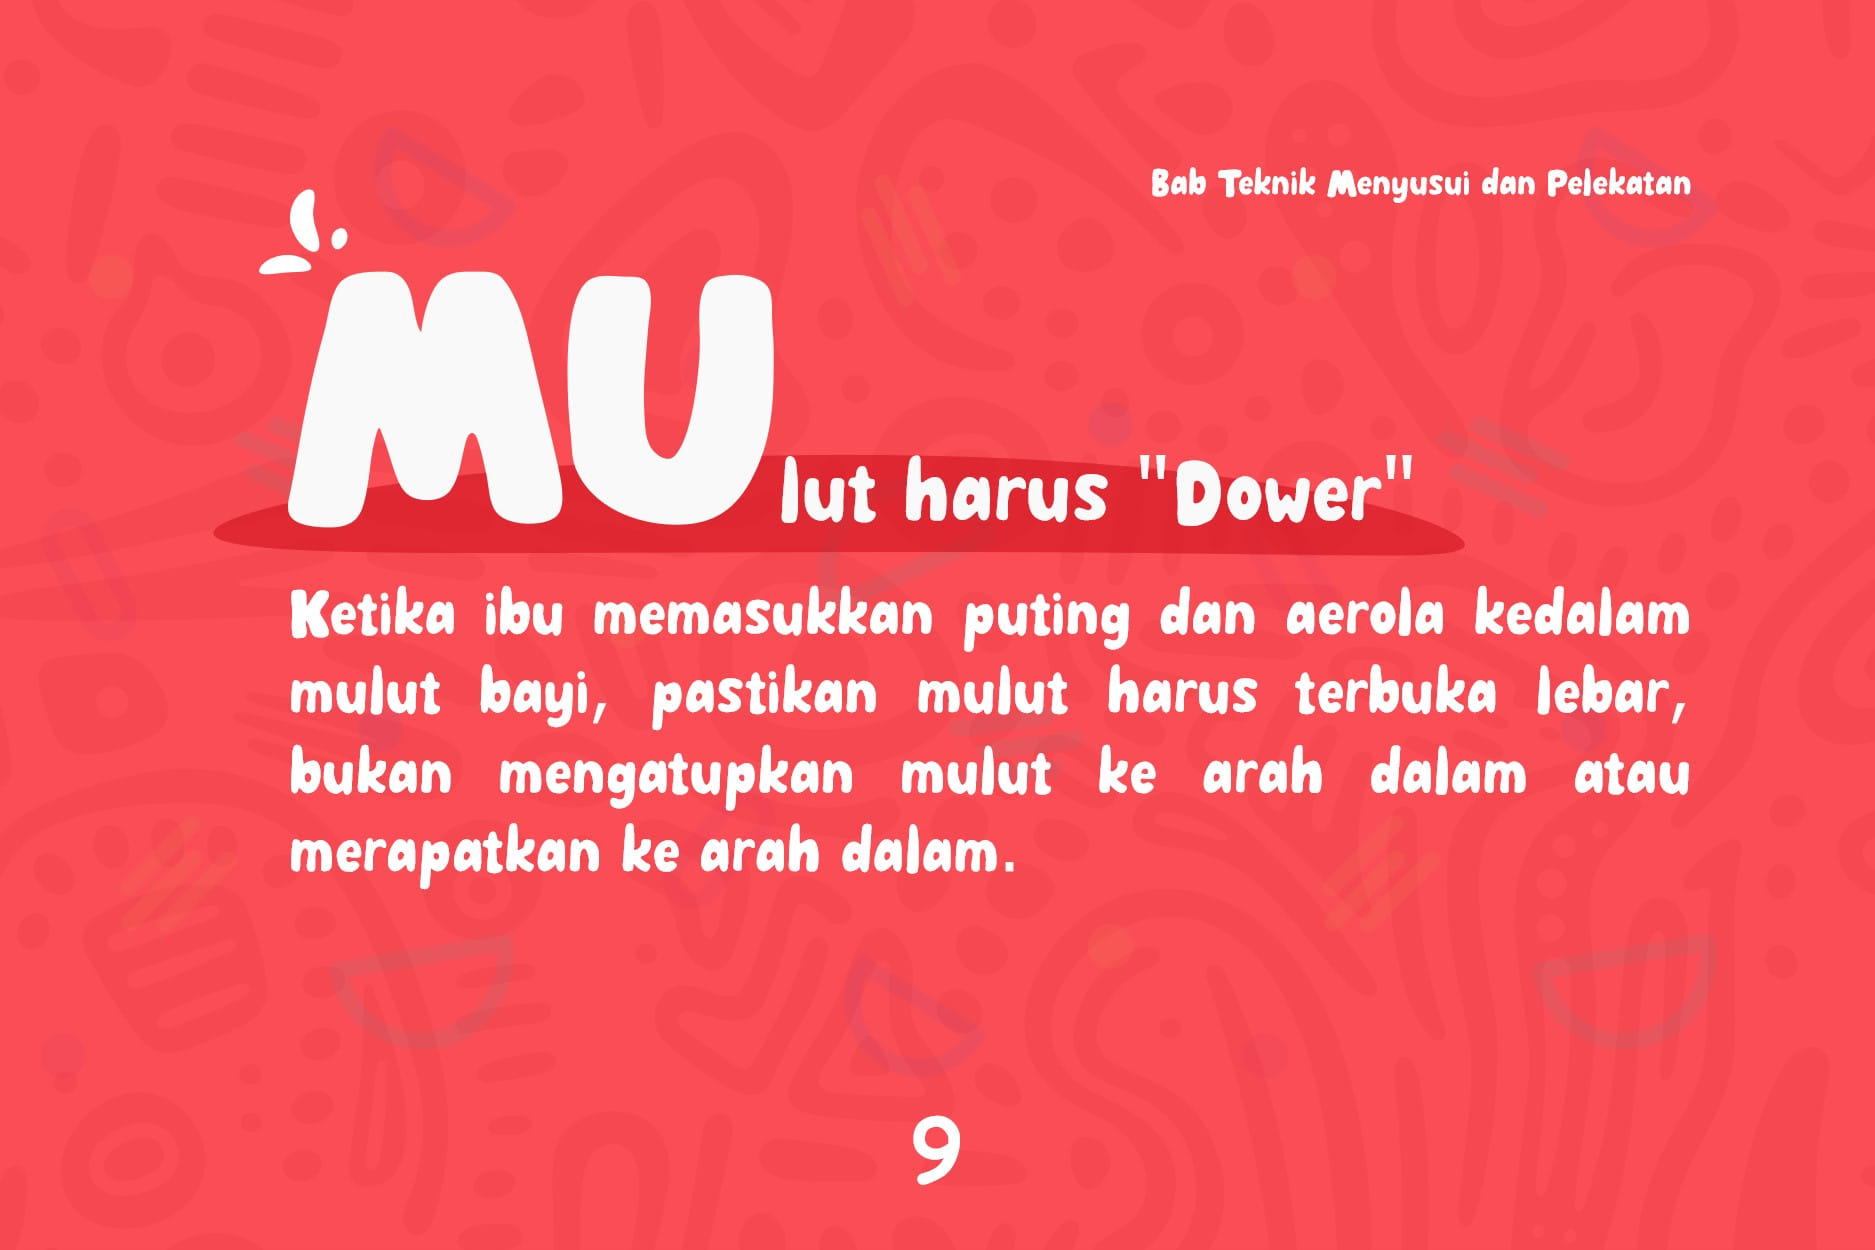 Bab Teknik Menyusui dan Pelekatan
MUlut harus "Dower"
Ketika ibu memasukkan puting dan aerola kedalam
mulut bayi, pastikan mulut harus terbuka lebar,
bukan mengatupkan mulut ke arah dalam atau
merapatkan ke arah dalam.
9